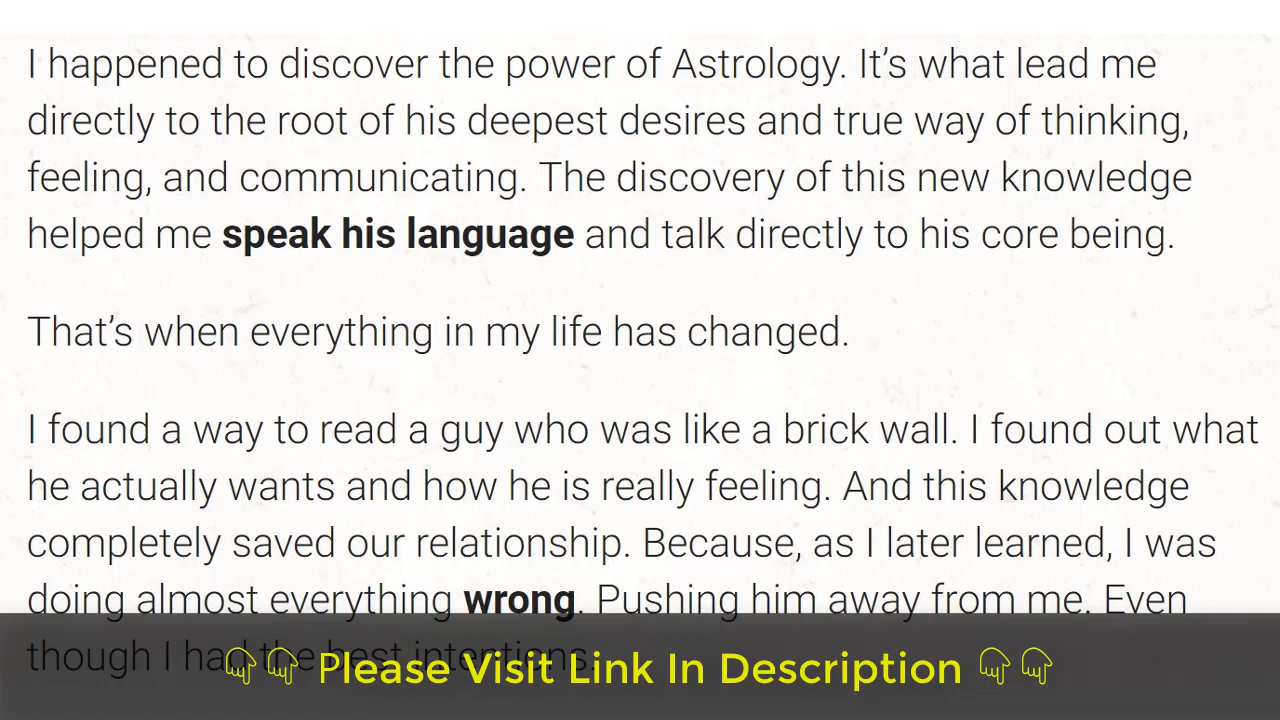 I happened to discover the power of Astrology. It’s what lead me
directly to the root of his deepest desires and true way of thinking,
feeling, and communicating. The discovery of this new knowledge
helped me speak his language and talk directly to his core being.
That’s when everything in my life has changed.
I found a way to read a guy who was like a brick wall. I found out what
he actually wants and how he is really feeling. And this knowledge
completely saved our relationship. Because, as I later learned, I was
doing almost everything wrong. Pushing him away from me. Even
though I had the best intentions.
👇👇 Please Visit Link In Description 👇👇